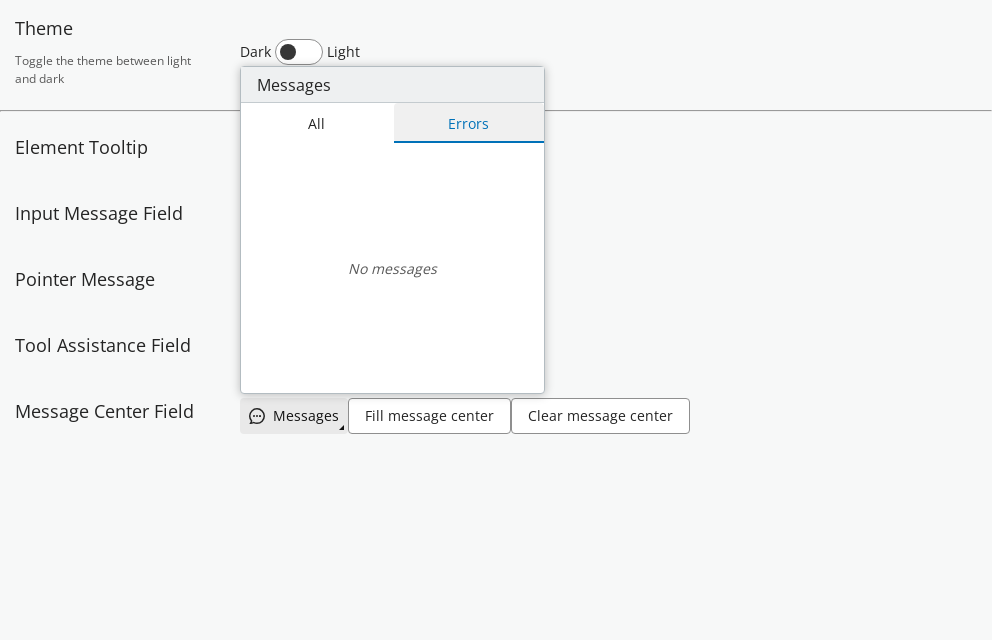 Theme
Toggle the theme between light
and dark
Dark Light
Messages
All Errors
No messages
Element Tooltip
Input Message Field
Pointer Message
Tool Assistance Field
Message Center Field
Messages Fill message center Clear message center